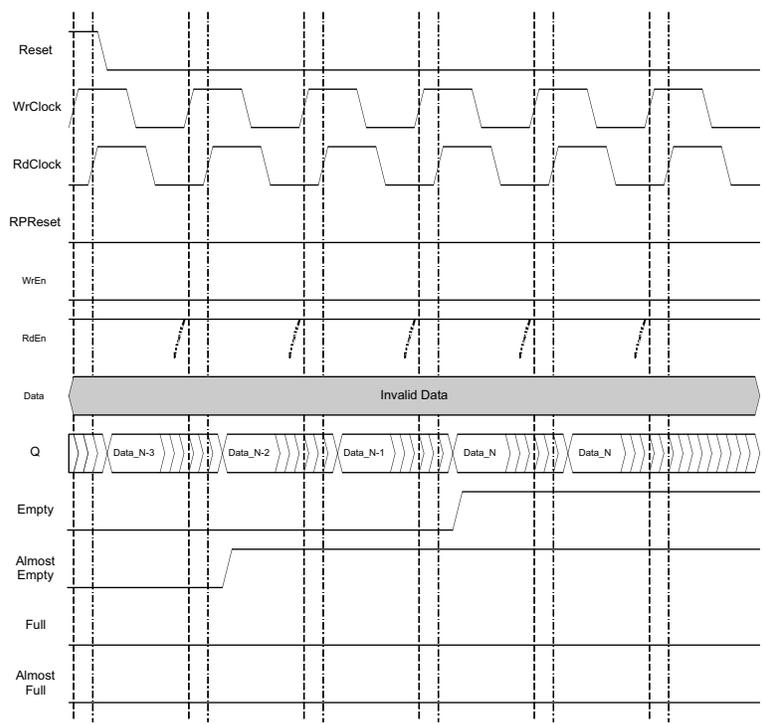 Reset
WrClock
RdClock
RPReset
WrEn
RdEn
Data
Invalid Data
Q
Data_N-3
Data_N-2
Data_N-1
Data_N
Data_N
Empty
Almost
Empty
Full
Almost
Full